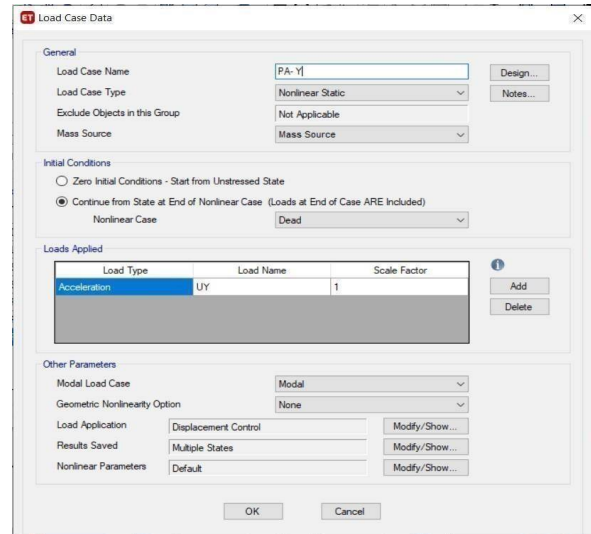 ET Load Case Data
General
Load Case Name PA- Y Design...
Load Case Type Nonlinear Static Notes...
Exclude Objects in this Group Not Applicable
Mass Source Mass Source
Initial Conditions
Zero Initial Conditions - Start from Unstressed State
Continue from State at End of Nonlinear Case (Loads at End of Case ARE Included)
Nonlinear Case Dead
Loads Applied
Load Type Load Name Scale Factor
Acceleration UY 1 Add
Delete
Other Parameters
Modal Load Case Modal
Geometric Nonlinearity Option None
Load Application Displacement Control Modify/Show...
Results Saved Multiple States Modify/Show...
Nonlinear Parameters Default Modify/Show...
OK Cancel